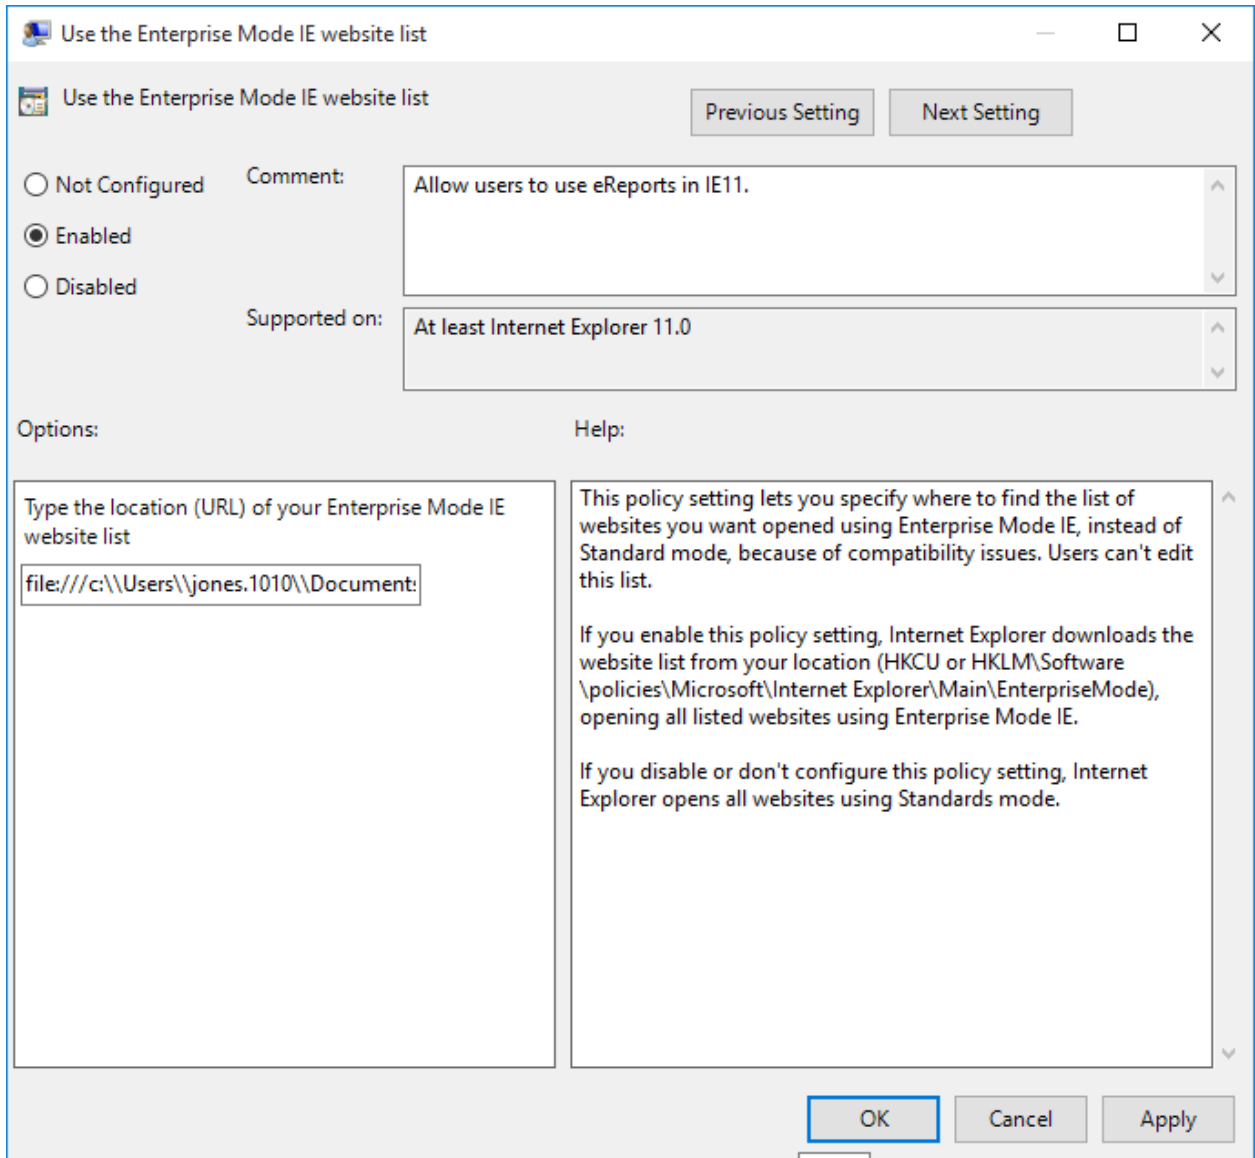 Use the Enterprise Mode IE website list
Use the Enterprise Mode IE website list
Previous Setting
Next Setting
Not Configured
Enabled
Disabled
Comment:
Allow users to use eReports in IE11.
Supported on:
At least Internet Explorer 11.0
Options:
Help:
Type the location (URL) of your Enterprise Mode IE
website list
file:///c:\\Users\\jones.1010\\Documents
This policy setting lets you specify where to find the list of
websites you want opened using Enterprise Mode IE, instead of
Standard mode, because of compatibility issues. Users can't edit
this list.
If you enable this policy setting, Internet Explorer downloads the
website list from your location (HKCU or HKLM\Software
\policies\Microsoft\Internet Explorer\Main\EnterpriseMode),
opening all listed websites using Enterprise Mode IE.
If you disable or don't configure this policy setting, Internet
Explorer opens all websites using Standards mode.
OK
Cancel
Apply